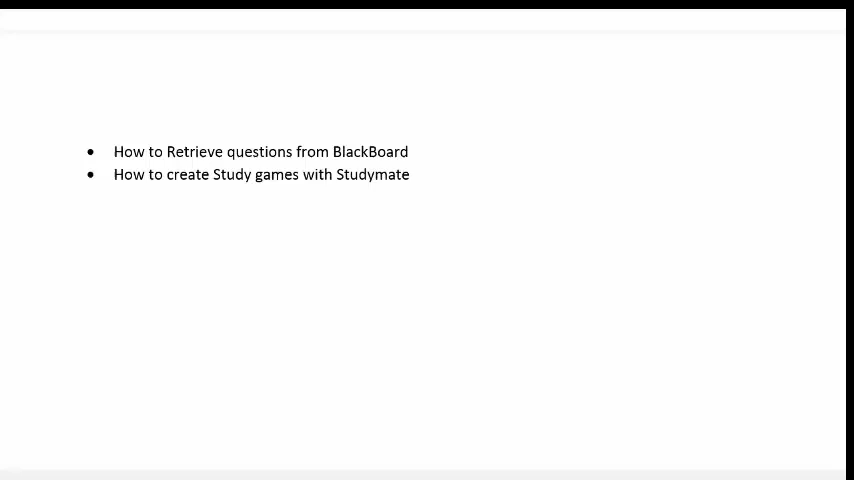 • How to Retrieve questions from BlackBoard
• How to create Study games with Studymate